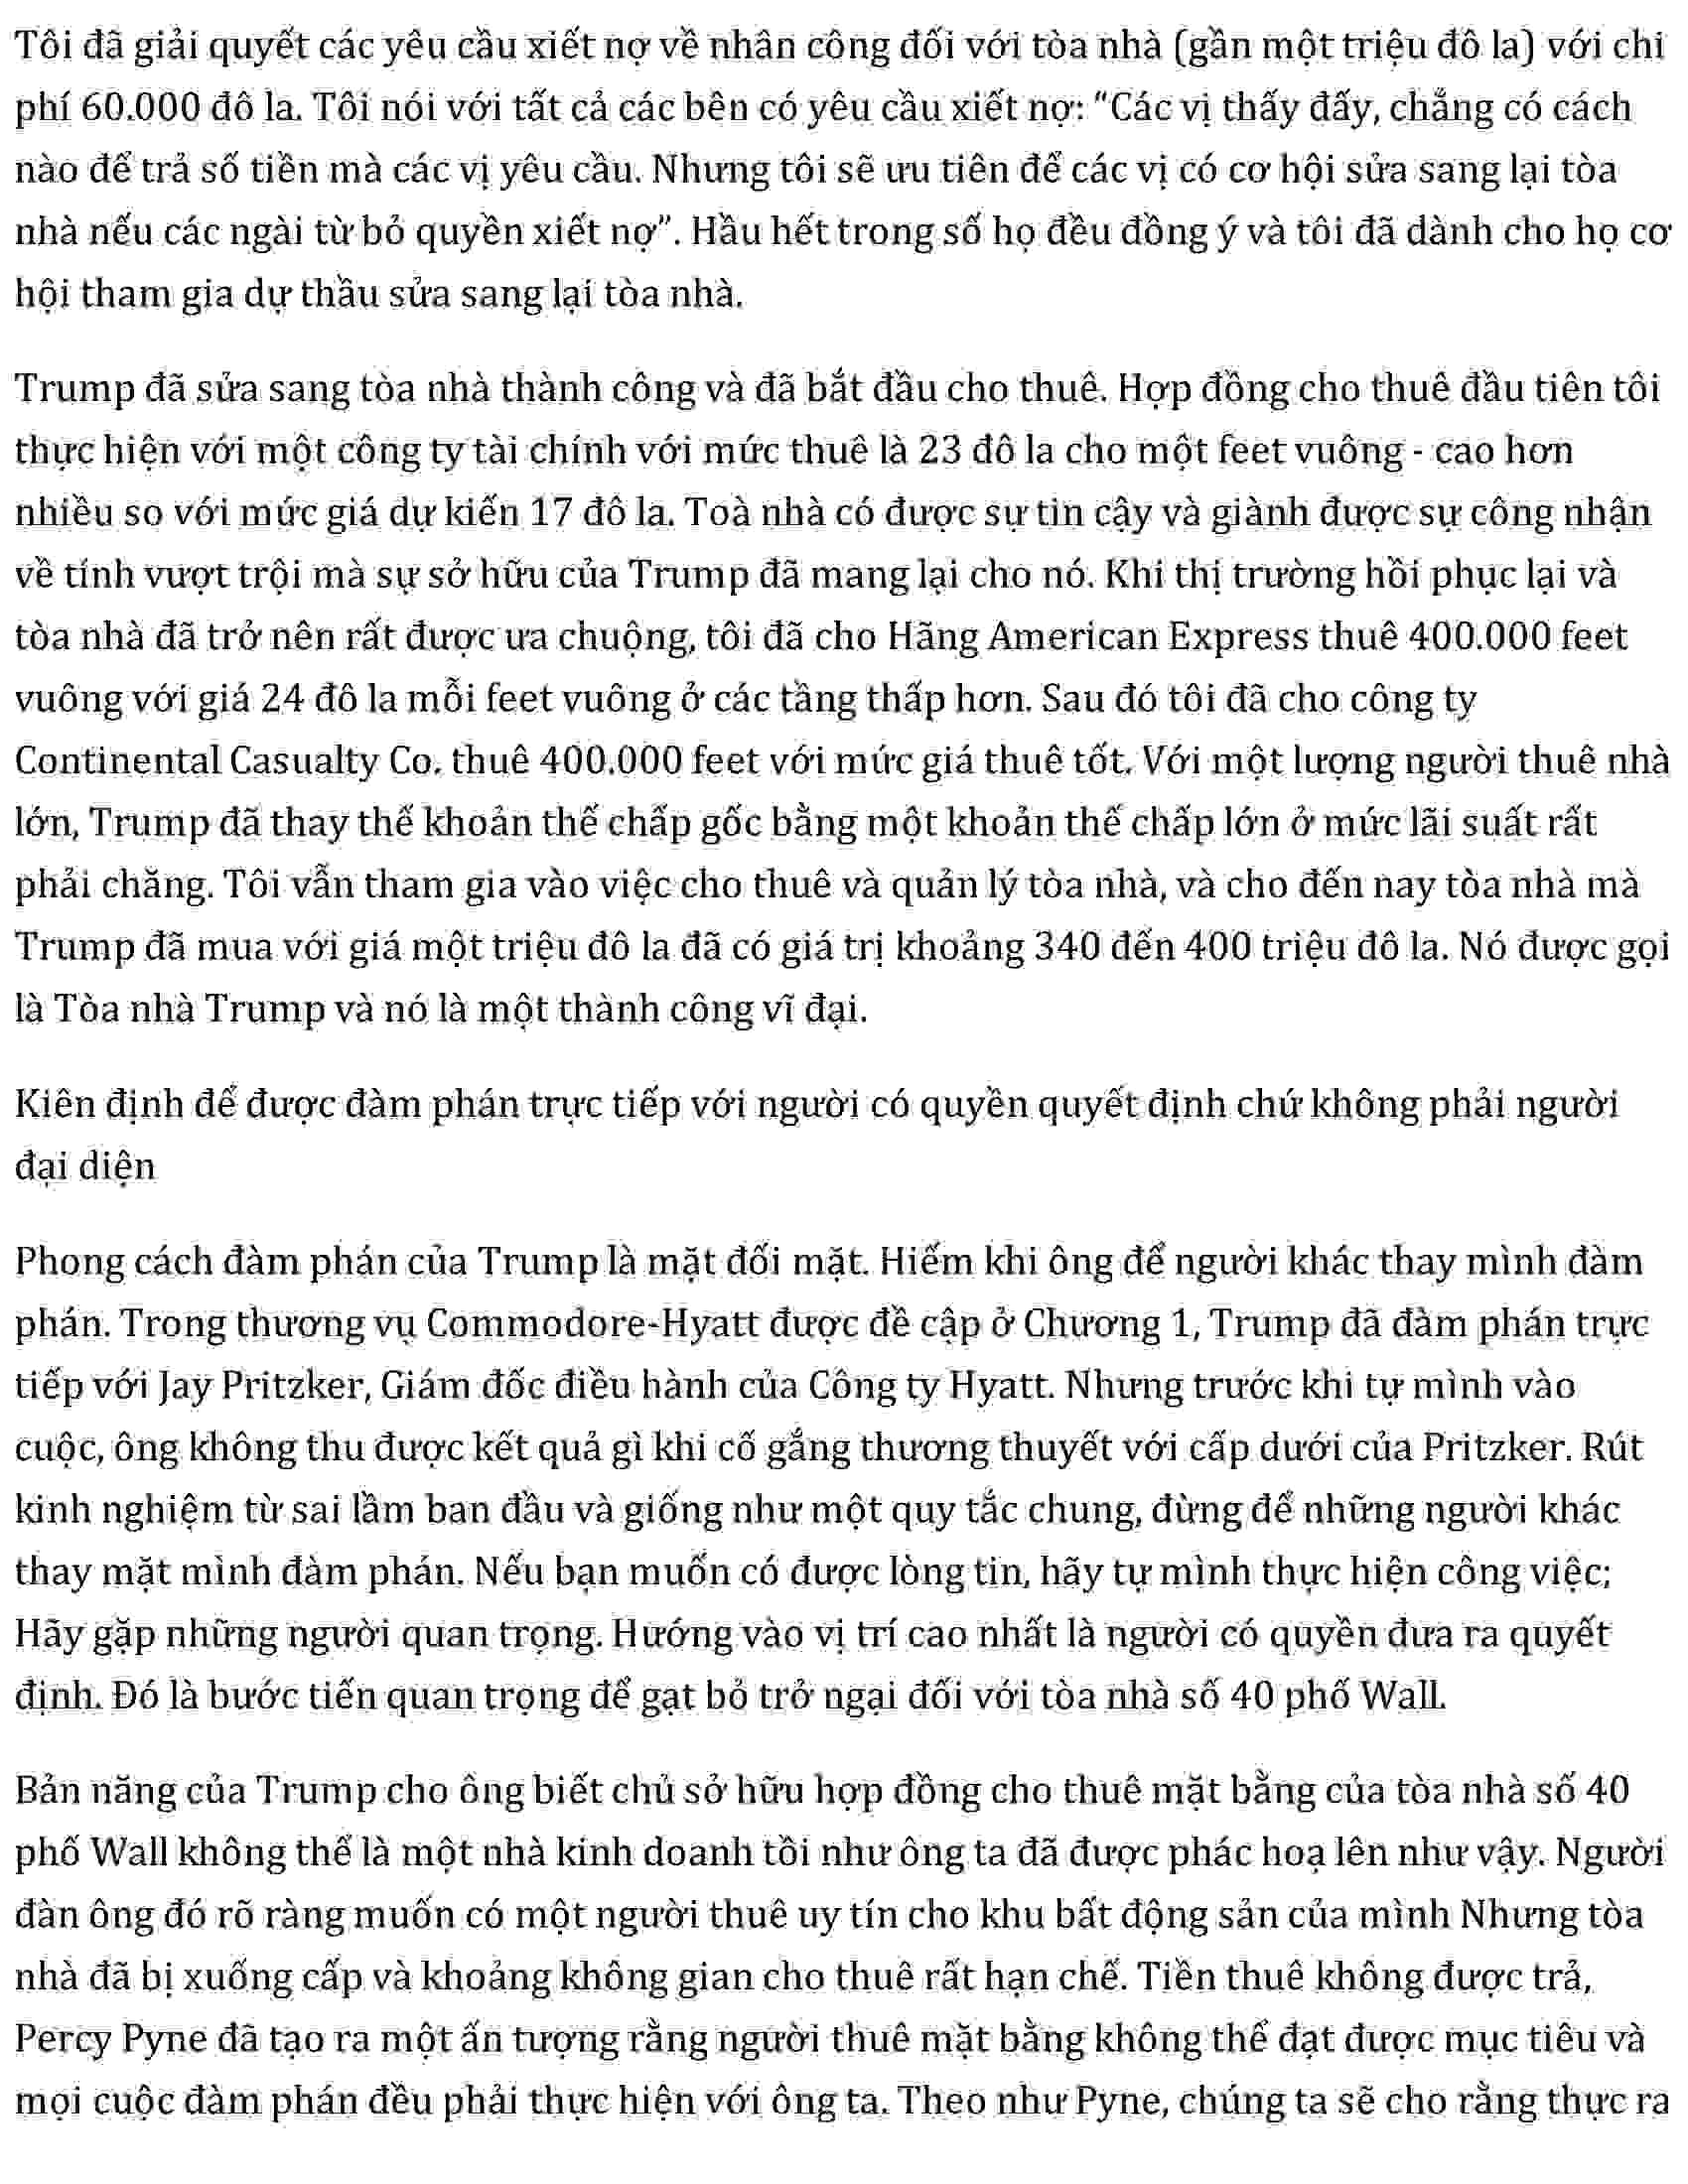 Tôi đã giải quyết các yêu cầu xiết nợ về nhân công đối với tòa nhà (gần một triệu đô la) với chi
phí 60.000 đô la. Tôi nói với tất cả các bên có yêu cầu xiết nợ: “Các vị thấy đấy, chẳng có cách
nào để trả số tiền mà các vị yêu cầu. Nhưng tôi sẽ ưu tiên để các vị có cơ hội sửa sang lại tòa
nhà nếu các ngài từ bỏ quyền xiết nợ”. Hầu hết trong số họ đều đồng ý và tôi đã dành cho họ cơ
hội tham gia dự thầu sửa sang lại tòa nhà.
Trump đã sửa sang tòa nhà thành công và đã bắt đầu cho thuê. Hợp đồng cho thuê đầu tiên tôi
thực hiện với một công ty tài chính với mức thuê là 23 đô la cho một feet vuông - cao hơn
nhiều so với mức giá dự kiến 17 đô la. Toà nhà có được sự tin cậy và giành được sự công nhận
về tính vượt trội mà sự sở hữu của Trump đã mang lại cho nó. Khi thị trường hồi phục lại và
tòa nhà đã trở nên rất được ưa chuộng, tôi đã cho Hãng American Express thuê 400.000 feet
vuông với giá 24 đô la mỗi feet vuông ở các tầng thấp hơn. Sau đó tôi đã cho công ty
Continental Casualty Co. thuê 400.000 feet với mức giá thuê tốt. Với một lượng người thuê nhà
lớn, Trump đã thay thế khoản thế chấp gốc bằng một khoản thế chấp lớn ở mức lãi suất rất
phải chăng. Tôi vẫn tham gia vào việc cho thuê và quản lý tòa nhà, và cho đến nay tòa nhà mà
Trump đã mua với giá một triệu đô la đã có giá trị khoảng 340 đến 400 triệu đô la. Nó được gọi
là Tòa nhà Trump và nó là một thành công vĩ đại.
Kiên định để được đàm phán trực tiếp với người có quyền quyết định chứ không phải người
đại diện
Phong cách đàm phán của Trump là mặt đối mặt. Hiếm khi ông để người khác thay mình đàm
phán. Trong thương vụ Commodore-Hyatt được đề cập ở Chương 1, Trump đã đàm phán trực
tiếp với Jay Pritzker, Giám đốc điều hành của Công ty Hyatt. Nhưng trước khi tự mình vào
cuộc, ông không thu được kết quả gì khi cố gắng thương thuyết với cấp dưới của Pritzker. Rút
kinh nghiệm từ sai lầm ban đầu và giống như một quy tắc chung, đừng để những người khác
thay mặt mình đàm phán. Nếu bạn muốn có được lòng tin, hãy tự mình thực hiện công việc;
Hãy gặp những người quan trọng. Hướng vào vị trí cao nhất là người có quyền đưa ra quyết
định. Đó là bước tiến quan trọng để gạt bỏ trở ngại đối với tòa nhà số 40 phố Wall.
Bản năng của Trump cho ông biết chủ sở hữu hợp đồng cho thuê mặt bằng của tòa nhà số 40
phố Wall không thể là một nhà kinh doanh tồi như ông ta đã được phác hoạ lên như vậy. Người
đàn ông đó rõ ràng muốn có một người thuê uy tín cho khu bất động sản của mình Nhưng tòa
nhà đã bị xuống cấp và khoảng không gian cho thuê rất hạn chế. Tiền thuê không được trả,
Percy Pyne đã tạo ra một ấn tượng rằng người thuê mặt bằng không thể đạt được mục tiêu và
mọi cuộc đàm phán đều phải thực hiện với ông ta. Theo như Pyne, chúng ta sẽ cho rằng thực ra